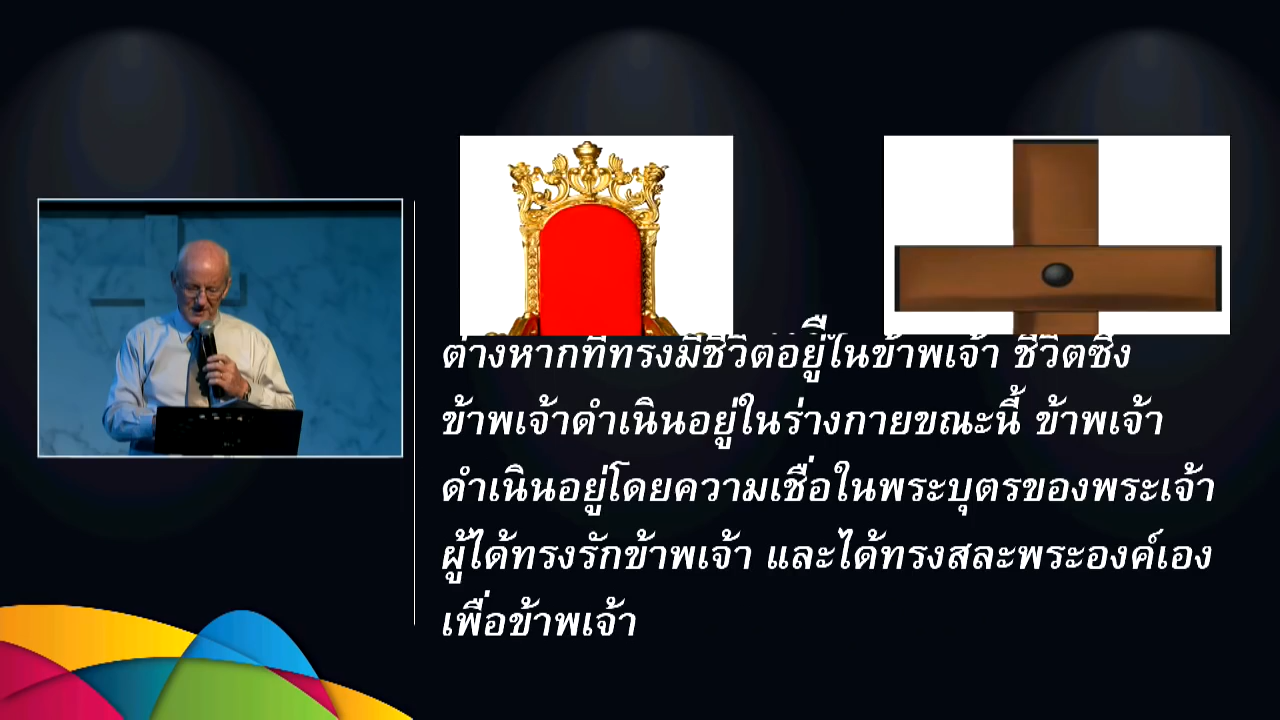 ต่างหากที่ทรงมีชีวิตอยู่ในข้าพเจ้า ชีวิตซึ่ง
ข้าพเจ้าดำเนินอยู่ในร่างกายขณะนี้ ข้าพเจ้า
ดำเนินอยู่โดยความเชื่อในพระบุตรของพระเจ้า
ผู้ได้ทรงรักข้าพเจ้า และได้ทรงสละพระองค์เอง
เพื่อข้าพเจ้า